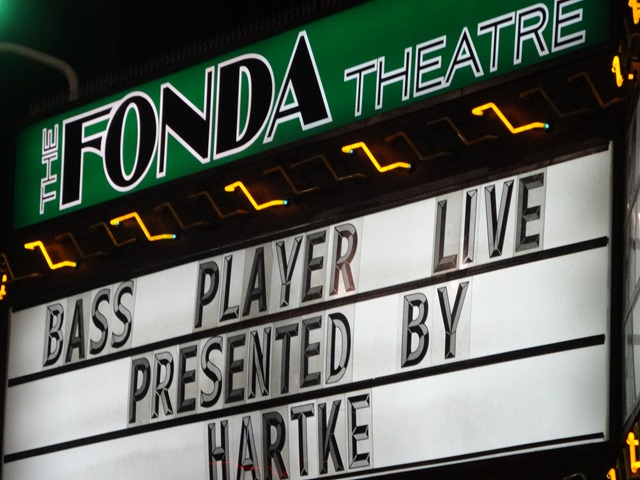 THE FONDA THEATRE
BASS PLAYER LIVE
PRESENTED BY
HARTKE